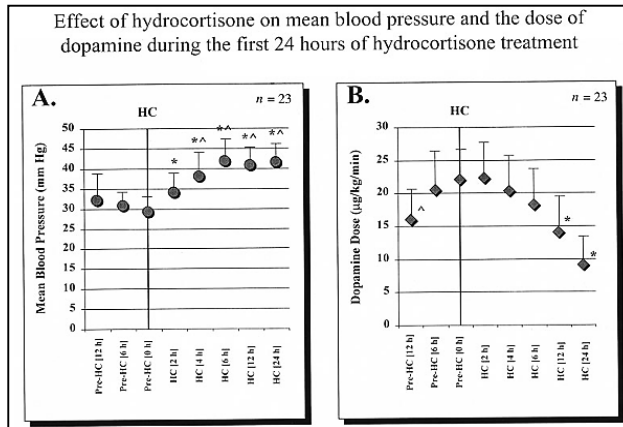 Effect of hydrocortisone on mean blood pressure and the dose of
dopamine during the first 24 hours of hydrocortisone treatment
A.
HC
n = 23
Mean Blood Pressure (mm Hg)
50
45
40
35
30
25
20
15
10
5
0
*
*^
*^
*^
*^
Pre-HC [12 h]
Pre-HC [6 h]
Pre-HC [0 h]
HC [2 h]
HC [4 h]
HC [6 h]
HC [12 h]
HC [24 h]
B.
HC
n = 23
Dopamine Dose (µg/kg/min)
30
25
20
15
10
5
0
^
*
*
Pre-HC [12 h]
Pre-HC [6 h]
Pre-HC [0 h]
HC [2 h]
HC [4 h]
HC [6 h]
HC [12 h]
HC [24 h]